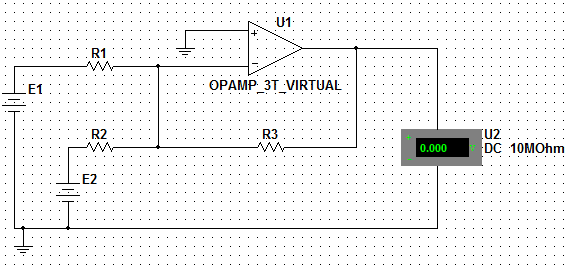 U1
+
R1
−
OPAMP_3T_VIRTUAL
E1
R2
R3
+
0.000
V
-
U2
DC 10MOhm
E2